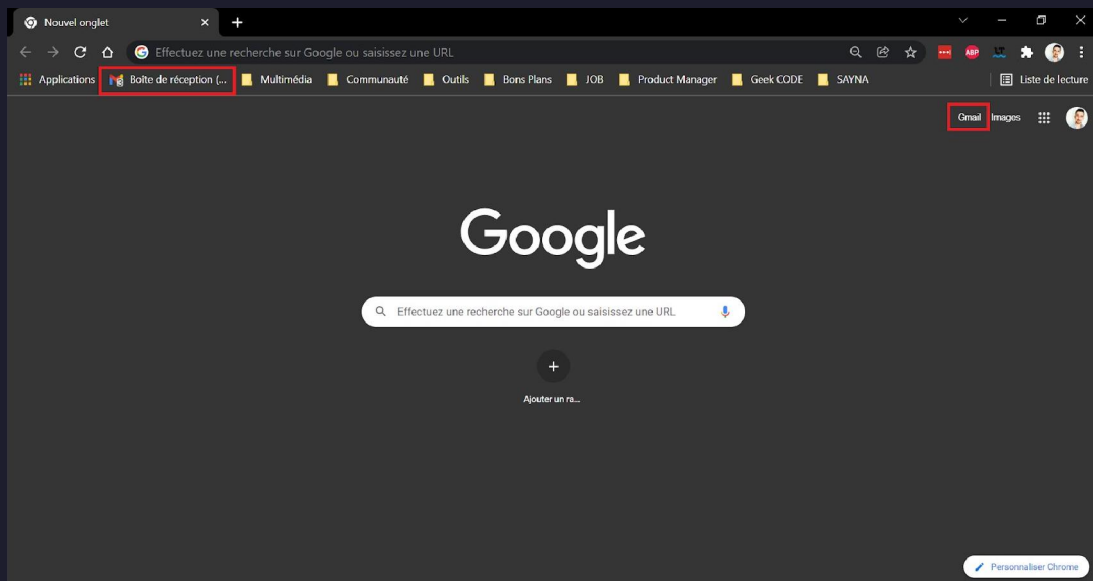 Nouvel onglet
Effectuez une recherche sur Google ou saisissez une URL
ABP
Applications Boîte de réception (... Multimédia Communauté Outils Bons Plans JOB Product Manager Geek CODE SAYNA Liste de lecture
Gmail Images
Google
Effectuez une recherche sur Google ou saisissez une URL
Ajouter un ra...
Personnaliser Chrome